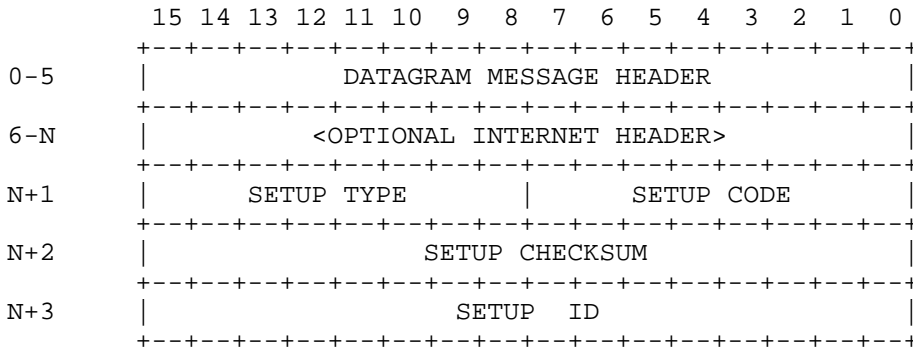 15 14 13 12 11 10 9 8 7 6 5 4 3 2 1 0
+--+--+--+--+--+--+--+--+--+--+--+--+--+--+--+--+
0-5 | DATAGRAM MESSAGE HEADER |
+--+--+--+--+--+--+--+--+--+--+--+--+--+--+--+--+
6-N | <OPTIONAL INTERNET HEADER> |
+--+--+--+--+--+--+--+--+--+--+--+--+--+--+--+--+
N+1 | SETUP TYPE | SETUP CODE |
+--+--+--+--+--+--+--+--+--+--+--+--+--+--+--+--+
N+2 | SETUP CHECKSUM |
+--+--+--+--+--+--+--+--+--+--+--+--+--+--+--+--+
N+3 | SETUP ID |
+--+--+--+--+--+--+--+--+--+--+--+--+--+--+--+--+